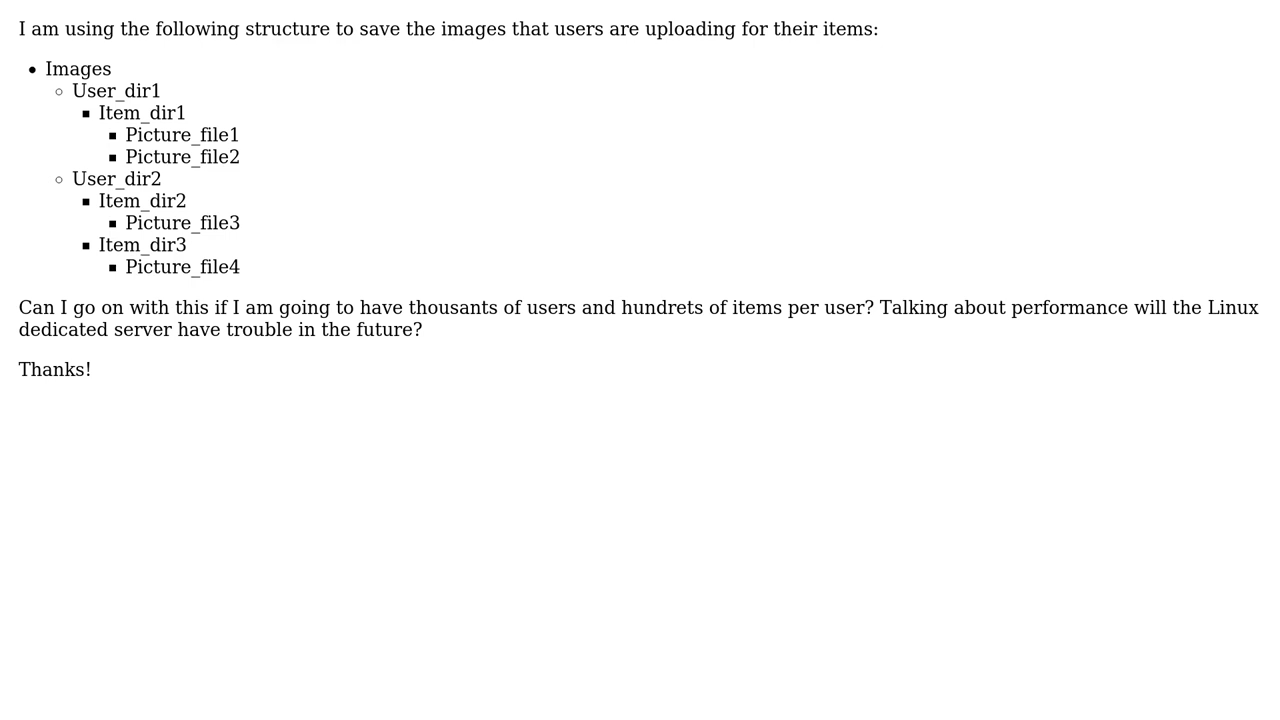 I am using the following structure to save the images that users are uploading for their items:
Images
User_dir1
Item_dir1
Picture_file1
Picture_file2
User_dir2
Item_dir2
Picture_file3
Item_dir3
Picture_file4
Can I go on with this if I am going to have thousants of users and hundrets of items per user? Talking about performance will the Linux
dedicated server have trouble in the future?
Thanks!